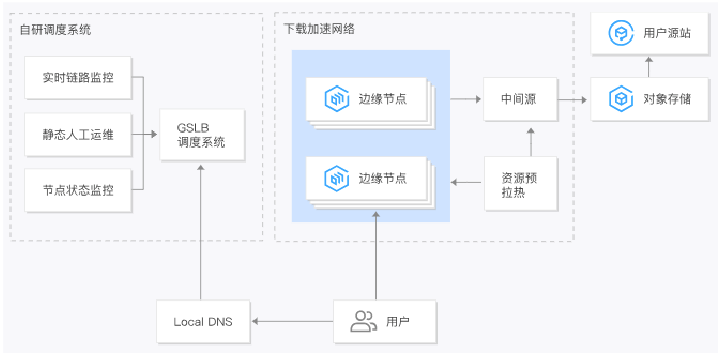 自研调度系统
实时链路监控
静态人工运维
节点状态监控
GSLB
调度系统
下载加速网络
边缘节点
边缘节点
中间源
资源预
拉热
用户源站
对象存储
Local DNS
用户